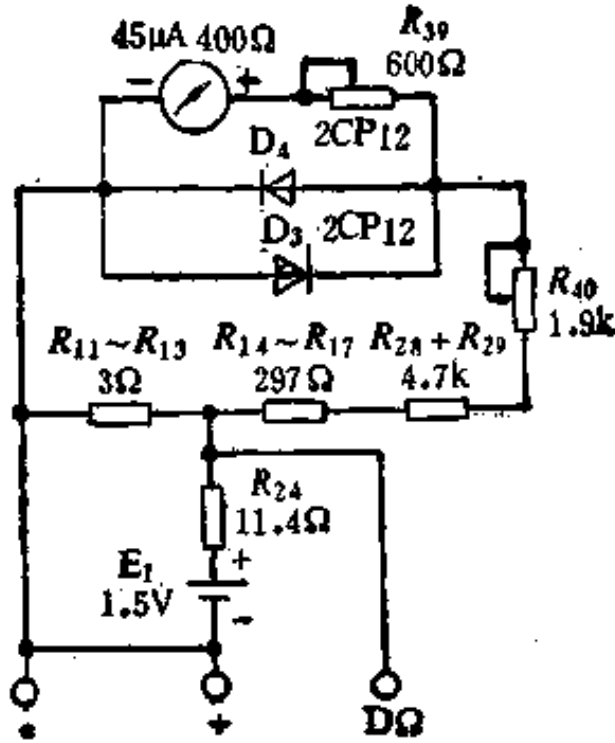 45μA 400Ω
R39
600Ω
− +
2CP12
D4
D3 2CP12
R40
1.9k
R11~R13 R14~R17 R28+R29
3Ω 297Ω 4.7k
R24
11.4Ω
+
E1
1.5V
−
* + DΩ